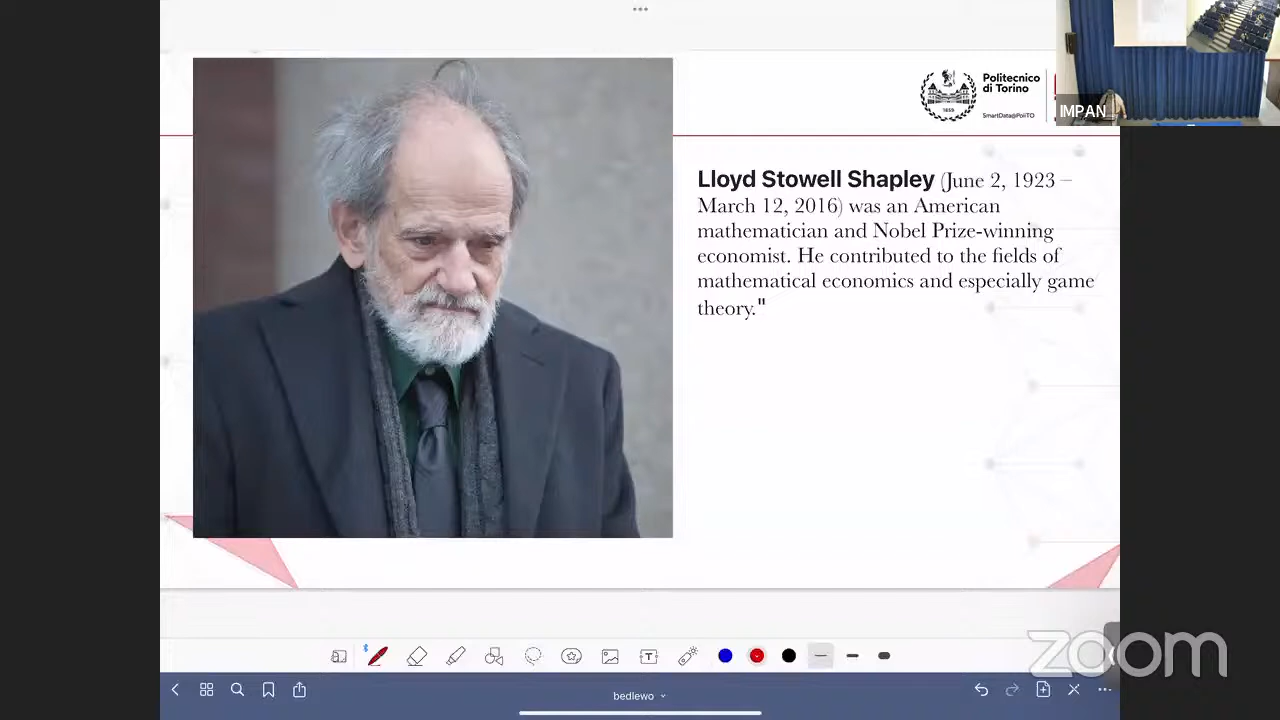 Politecnico
di Torino
1859
SmartData@PoliTO
IMPAN
Lloyd Stowell Shapley (June 2, 1923 –
March 12, 2016) was an American
mathematician and Nobel Prize-winning
economist. He contributed to the fields of
mathematical economics and especially game
theory."
T
zoom
bedlewo